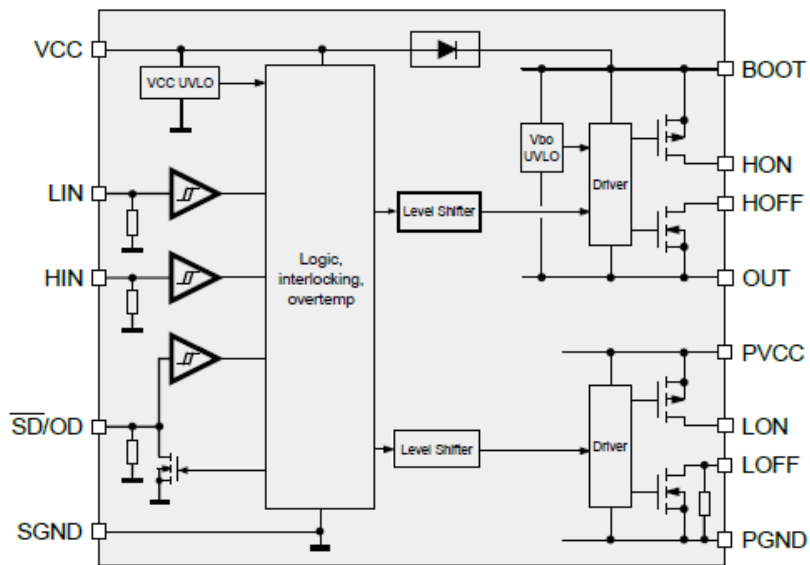 VCC
VCC UVLO
LIN
HIN
SD/OD
SGND
Logic,
interlocking,
overtemp
Level Shifter
Level Shifter
Vbo
UVLO
Driver
Driver
BOOT
HON
HOFF
OUT
PVCC
LON
LOFF
PGND